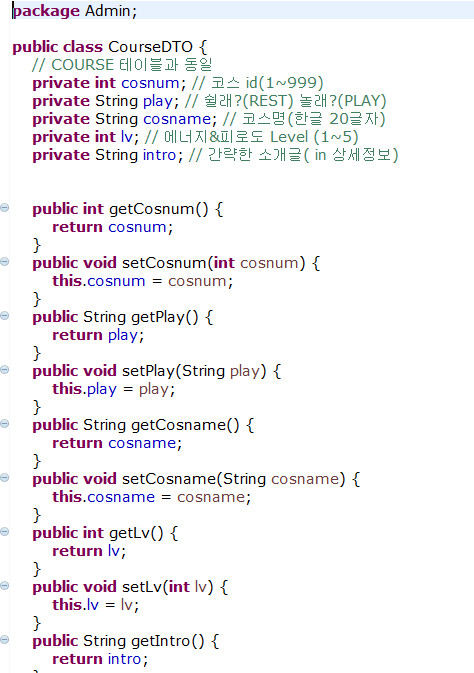 package Admin;
public class CourseDTO {
// COURSE 테이블과 동일
private int cosnum; // 코스 id(1~999)
private String play; // 쉴래?(REST) 놀래?(PLAY)
private String cosname; // 코스명(한글 20글자)
private int lv; // 에너지&피로도 Level (1~5)
private String intro; // 간략한 소개글( in 상세정보)
public int getCosnum() {
return cosnum;
}
public void setCosnum(int cosnum) {
this.cosnum = cosnum;
}
public String getPlay() {
return play;
}
public void setPlay(String play) {
this.play = play;
}
public String getCosname() {
return cosname;
}
public void setCosname(String cosname) {
this.cosname = cosname;
}
public int getLv() {
return lv;
}
public void setLv(int lv) {
this.lv = lv;
}
public String getIntro() {
return intro;